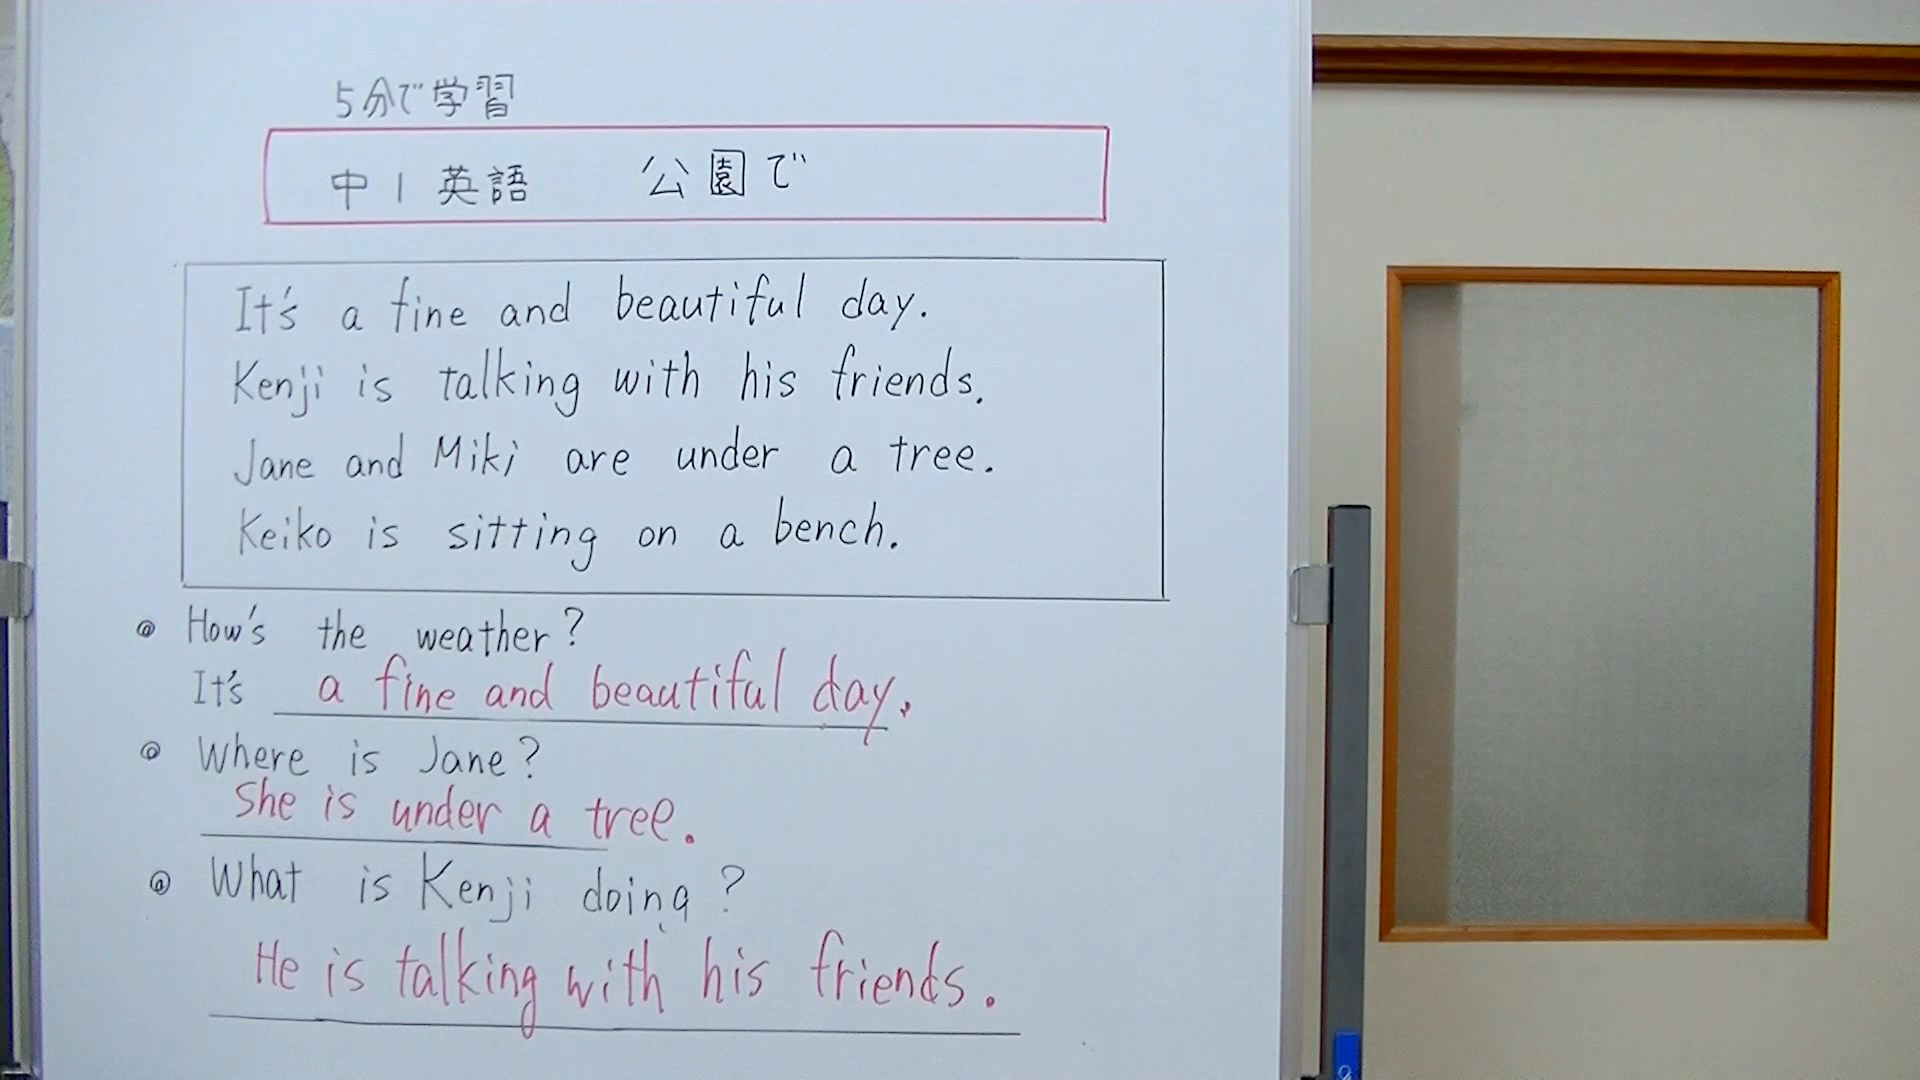 5分で学習
中1英語 公園で
It's a fine and beautiful day.
Kenji is talking with his friends.
Jane and Miki are under a tree.
Keiko is sitting on a bench.
◎ How's the weather?
It's a fine and beautiful day.
◎ Where is Jane?
She is under a tree.
◎ What is Kenji doing?
He is talking with his friends.